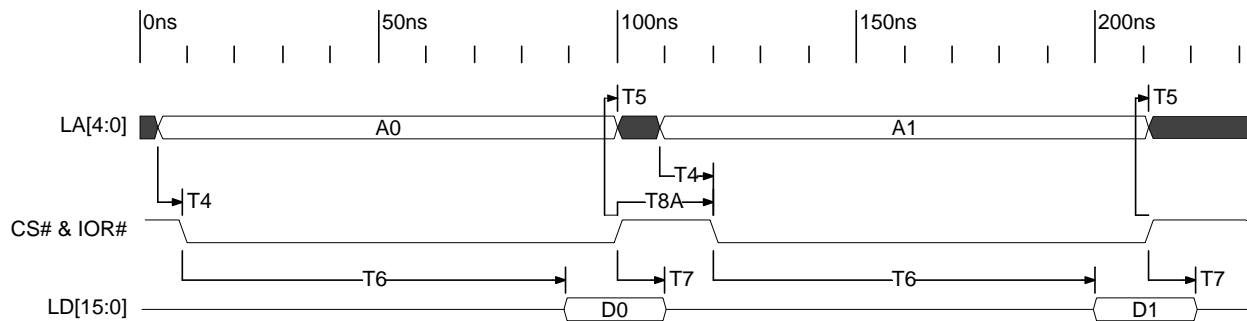 0ns 50ns 100ns 150ns 200ns
T5 T5
LA[4:0] A0 A1
T4
T4 T8A
CS# & IOR#
T6 T7 T6 T7
LD[15:0] D0 D1